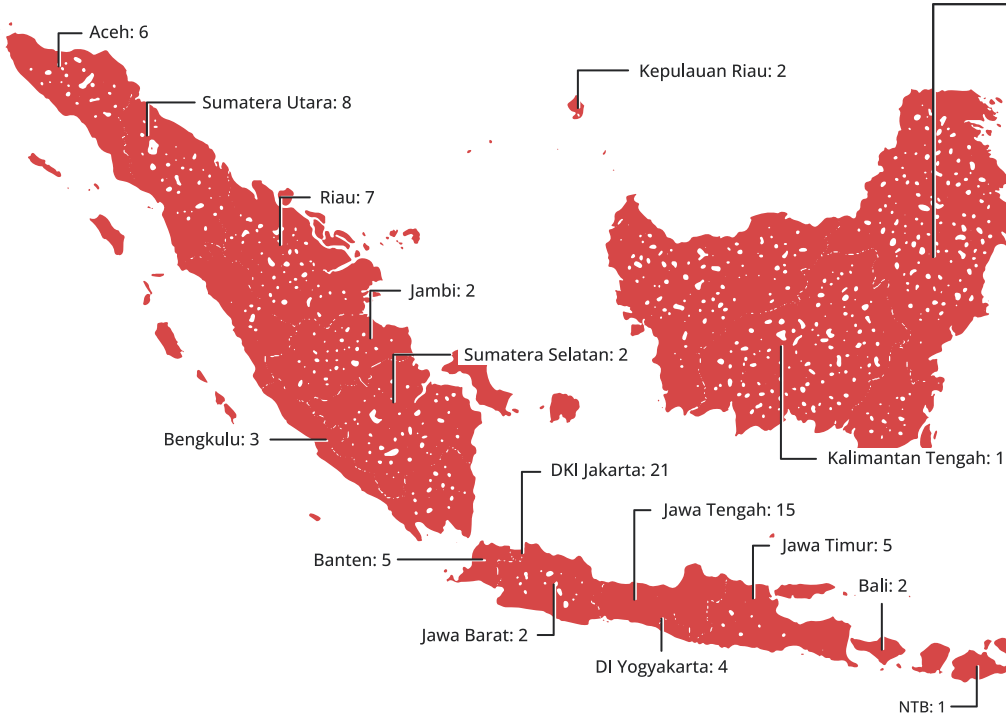 Aceh: 6
Kepulauan Riau: 2
Sumatera Utara: 8
Riau: 7
Jambi: 2
Sumatera Selatan: 2
Bengkulu: 3
Kalimantan Tengah: 1
DKI Jakarta: 21
Jawa Tengah: 15
Jawa Timur: 5
Banten: 5
Bali: 2
Jawa Barat: 2
DI Yogyakarta: 4
NTB: 1